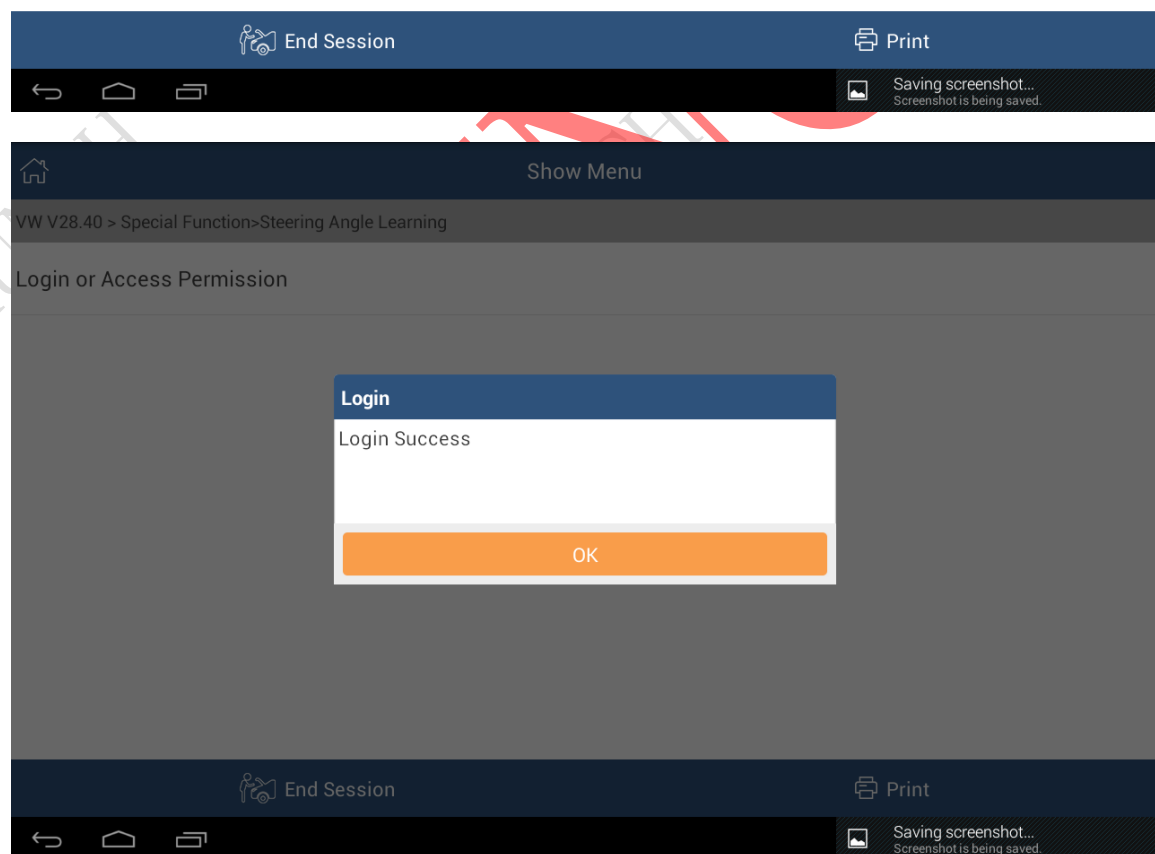 End Session
Print
Saving screenshot...
Screenshot is being saved.
Show Menu
VW V28.40 > Special Function>Steering Angle Learning
Login or Access Permission
Login
Login Success
OK
End Session
Print
Saving screenshot...
Screenshot is being saved.